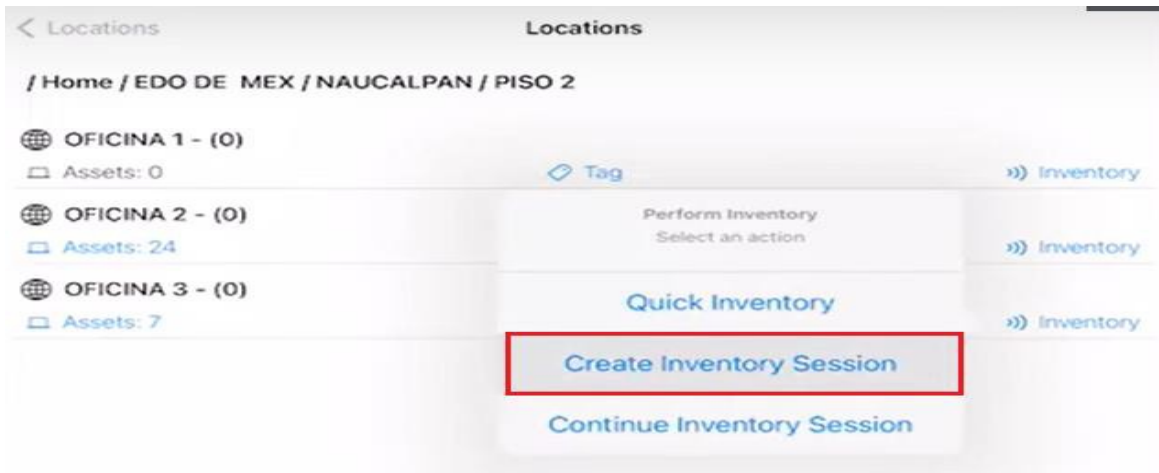 Locations Locations
/ Home / EDO DE MEX / NAUCALPAN / PISO 2
OFICINA 1 - (0)
Assets: 0 Tag Inventory
OFICINA 2 - (0)
Assets: 24 Inventory
OFICINA 3 - (0)
Assets: 7 Inventory
Perform Inventory
Select an action
Quick Inventory
Create Inventory Session
Continue Inventory Session